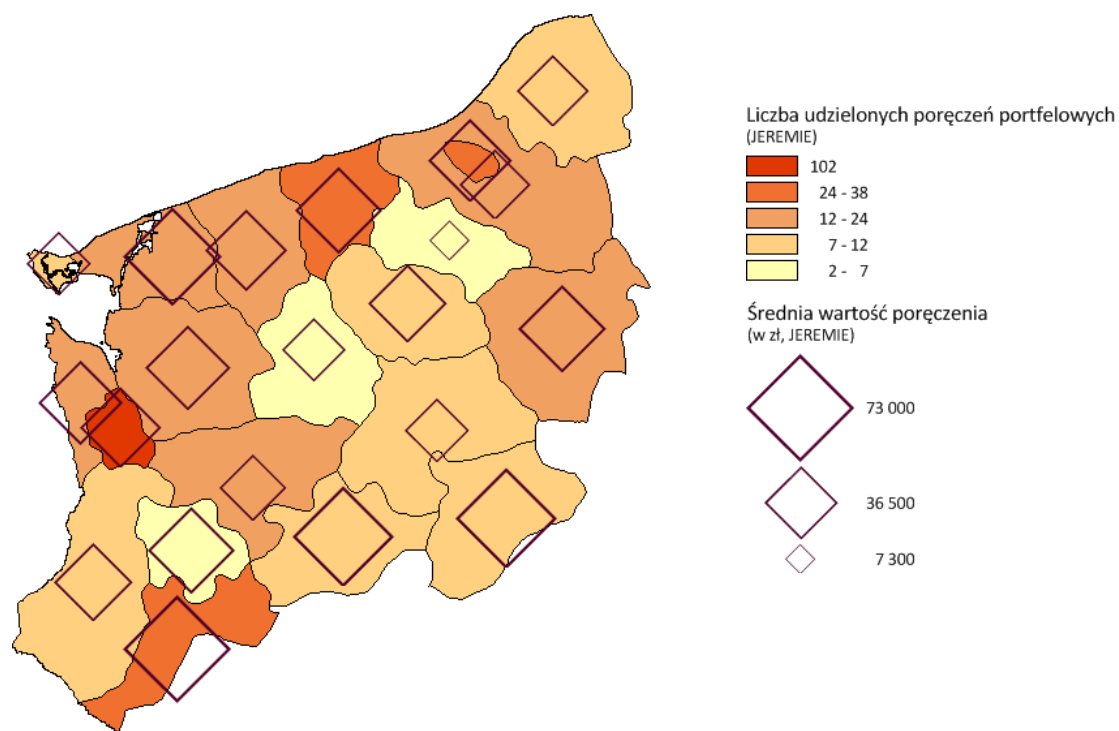 Liczba udzielonych poręczeń portfelowych
(JEREMIE)
102
24 - 38
12 - 24
7 - 12
2 - 7
Średnia wartość poręczenia
(w zł, JEREMIE)
73 000
36 500
7 300